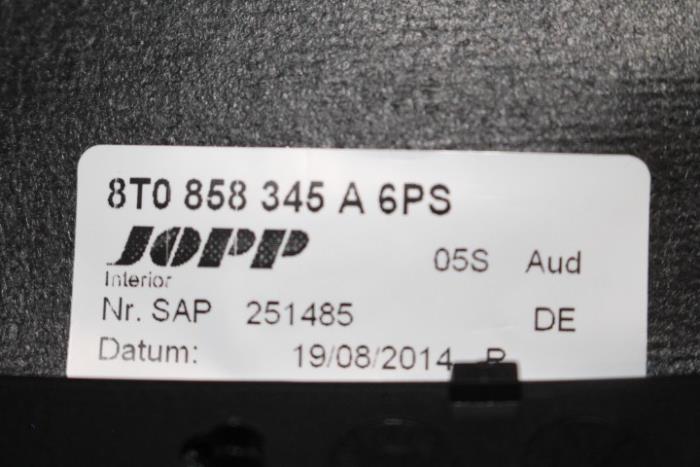 8T0 858 345 A 6PS
JOPP 05S Aud
Interior
Nr. SAP 251485 DE
Datum: 19/08/2014